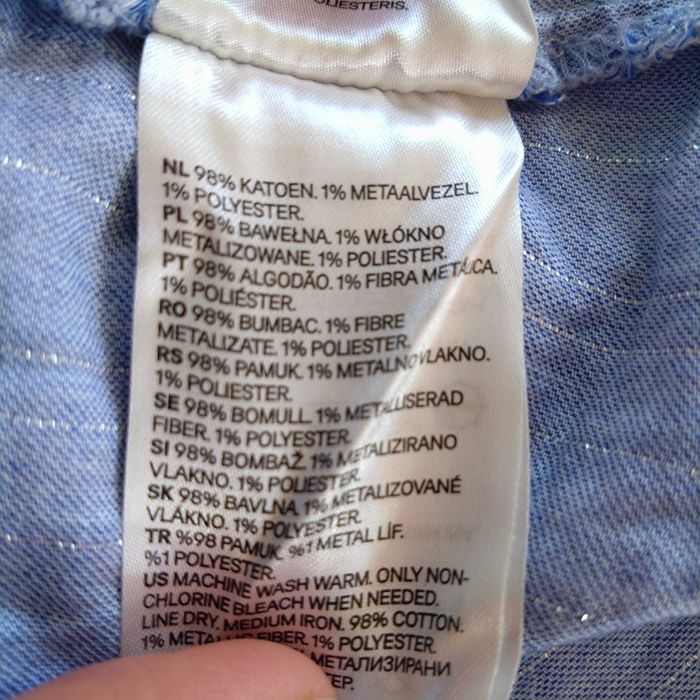 POLIESTERIS.
NL 98% KATOEN. 1% METAALVEZEL.
1% POLYESTER.
PL 98% BAWEŁNA. 1% WŁÓKNO
METALIZOWANE. 1% POLIESTER.
PT 98% ALGODÃO. 1% FIBRA METÁLICA.
1% POLIÉSTER.
RO 98% BUMBAC. 1% FIBRE
METALIZATE. 1% POLIESTER.
RS 98% PAMUK. 1% METALNO VLAKNO.
1% POLIESTER.
SE 98% BOMULL. 1% METALLISERAD
FIBER. 1% POLYESTER.
SI 98% BOMBAŽ. 1% METALIZIRANO
VLAKNO. 1% POLIESTER.
SK 98% BAVLNA. 1% METALIZOVANÉ
VLÁKNO. 1% POLYESTER.
TR %98 PAMUK. %1 METAL LİF.
%1 POLYESTER.
US MACHINE WASH WARM. ONLY NON-
CHLORINE BLEACH WHEN NEEDED.
LINE DRY. MEDIUM IRON. 98% COTTON.
1% METALLIC FIBER. 1% POLYESTER.
МЕТАЛИЗИРАНИ